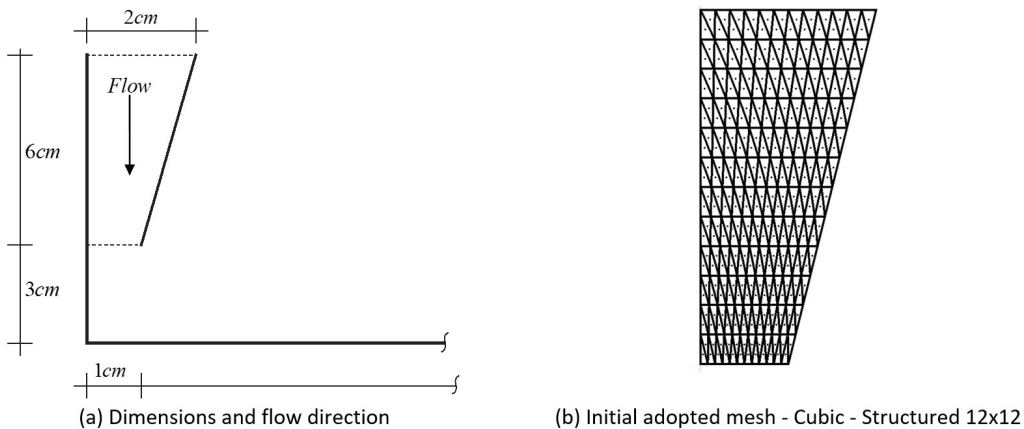 2cm
Flow
6cm
3cm
1cm
(a) Dimensions and flow direction
(b) Initial adopted mesh - Cubic - Structured 12x12